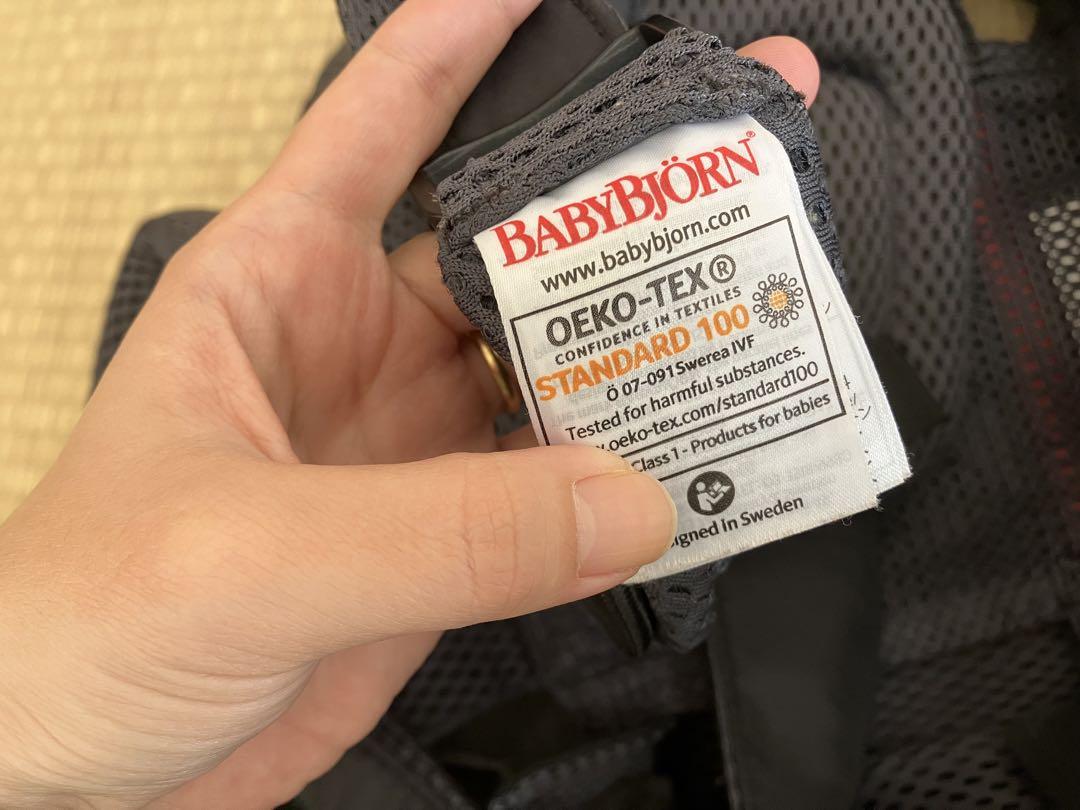 BABYBJÖRN®
www.babybjorn.com
OEKO-TEX®
CONFIDENCE IN TEXTILES
STANDARD 100
Ö 07-091 Swerea IVF
Tested for harmful substances.
.oeko-tex.com/standard100
Class 1 - Products for babies
igned in Sweden